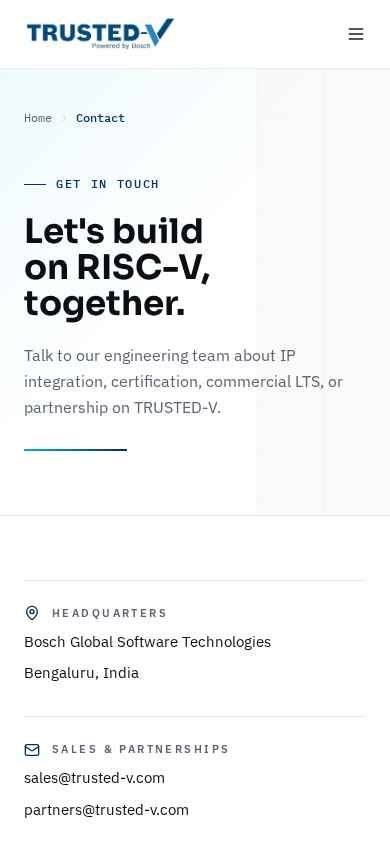 TRUSTED-V
Powered by Bosch
Home > Contact
GET IN TOUCH
Let's build
on RISC-V,
together.
Talk to our engineering team about IP
integration, certification, commercial LTS, or
partnership on TRUSTED-V.
HEADQUARTERS
Bosch Global Software Technologies
Bengaluru, India
SALES & PARTNERSHIPS
sales@trusted-v.com
partners@trusted-v.com